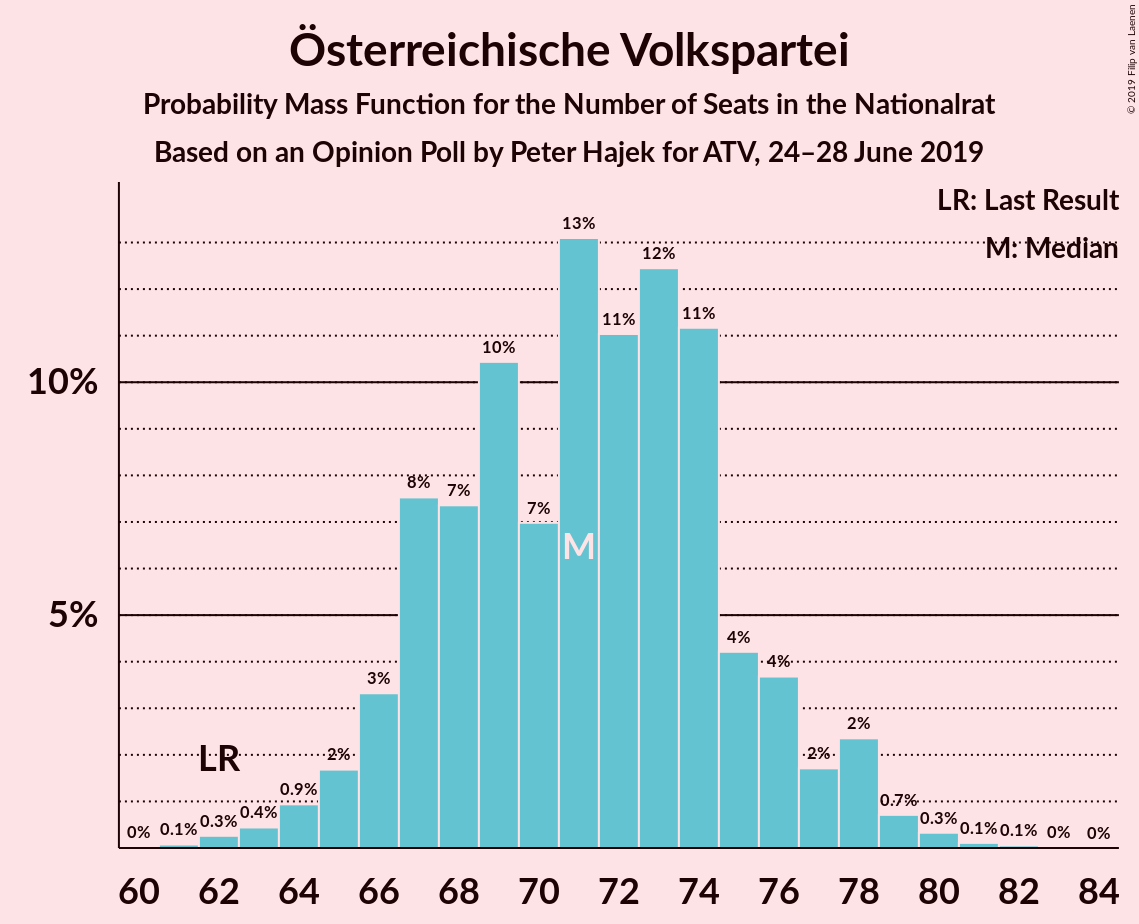 Österreichische Volkspartei
Probability Mass Function for the Number of Seats in the Nationalrat
Based on an Opinion Poll by Peter Hajek for ATV, 24–28 June 2019
© 2019 Filip van Laenen
LR: Last Result
M: Median
13%
12%
11%
11%
10%
10%
8%
7%
7%
M
5%
4%
4%
3%
2%
2%
2%
LR
0.9%
0.7%
0.4%
0.3%
0.3%
0% 0.1%
0.1% 0.1% 0% 0%
60 62 64 66 68 70 72 74 76 78 80 82 84